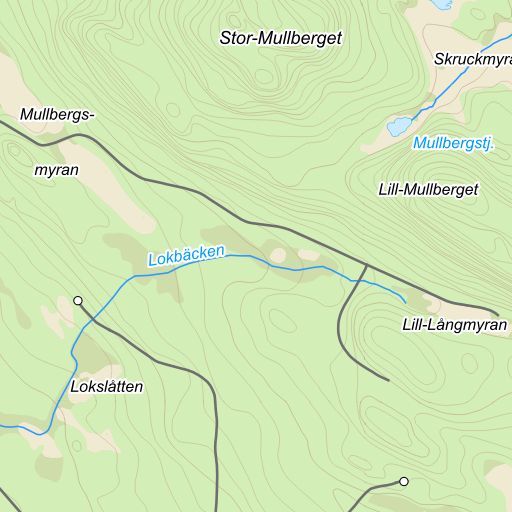 Stor-Mullberget
Skruckmyra
Mullbergs-
myran
Mullbergstj.
Lill-Mullberget
Lokbäcken
Lill-Långmyran
Lokslåtten